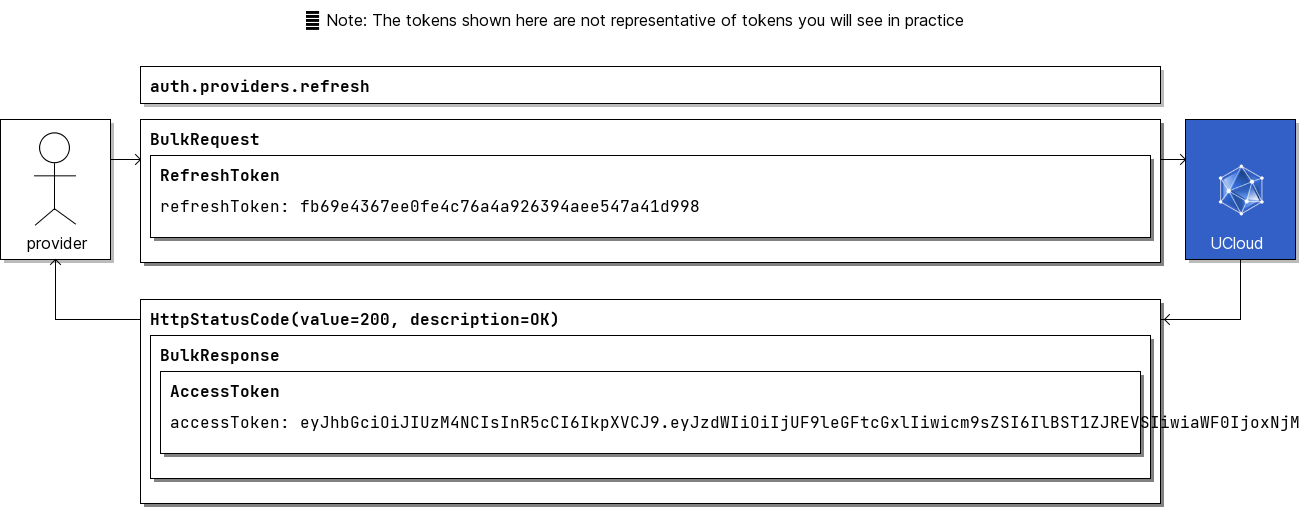 Note: The tokens shown here are not representative of tokens you will see in practice
auth.providers.refresh
BulkRequest
RefreshToken
refreshToken: fb69e4367ee0fe4c76a4a926394aee547a41d998
provider
UCloud
HttpStatusCode(value=200, description=OK)
BulkResponse
AccessToken
accessToken: eyJhbGciOiJIUzM4NCIsInR5cCI6IkpXVCJ9.eyJzdWIiOiIjUF9leGFtcGxlIiwicm9sZSI6IlBST1ZJREVSIiwiaWF0IjoxNjM